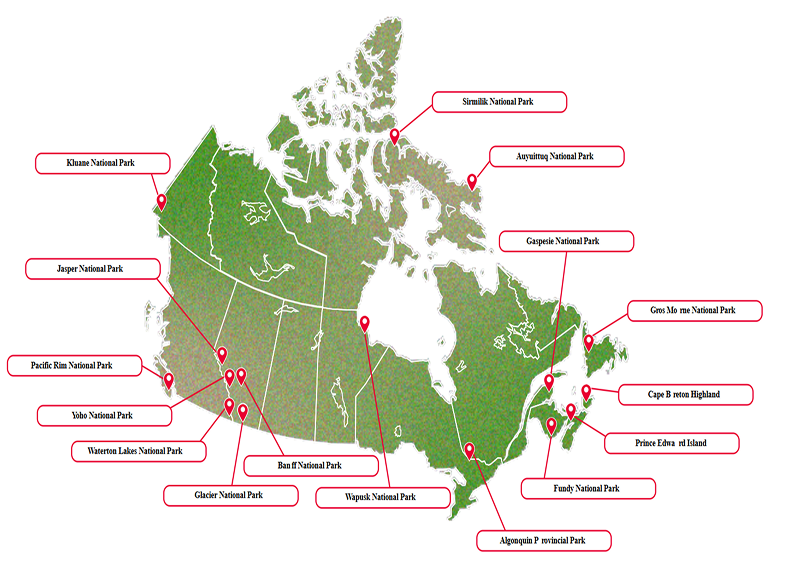 Sirmilik National Park
Kluane National Park
Auyuittuq National Park
Gaspesie National Park
Jasper National Park
Gros Mo rne National Park
Pacific Rim National Park
Cape B reton Highland
Yoho National Park
Prince Edwa rd Island
Waterton Lakes National Park
Ban ff National Park
Fundy National Park
Glacier National Park
Wapusk National Park
Algonquin P rovincial Park